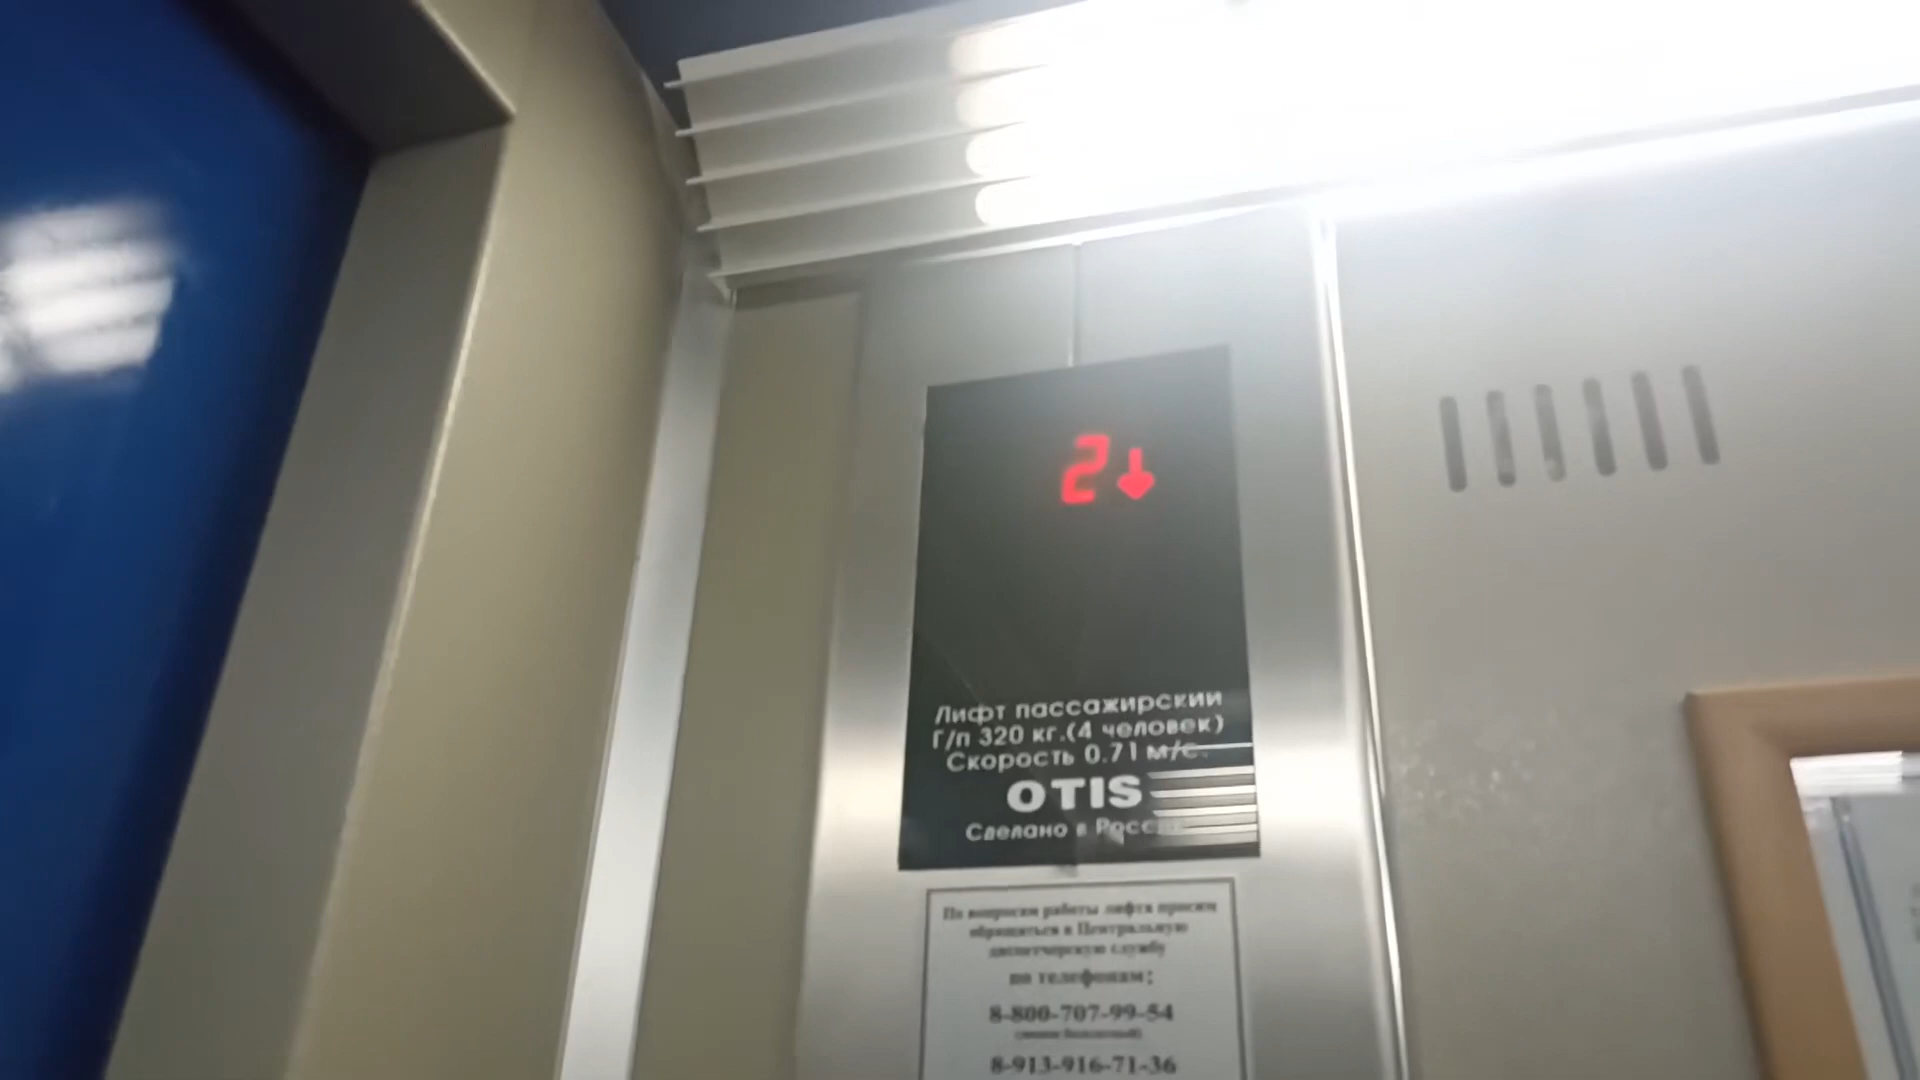 2↓
Лифт пассажирский
Г/п 320 кг.(4 человек)
Скорость 0.71 м/с.
OTIS
Сделано в России
По вопросам работы лифта просим
обращаться в Центральную
диспетчерскую службу
по телефонам:
8-800-707-99-54
8-913-916-71-36